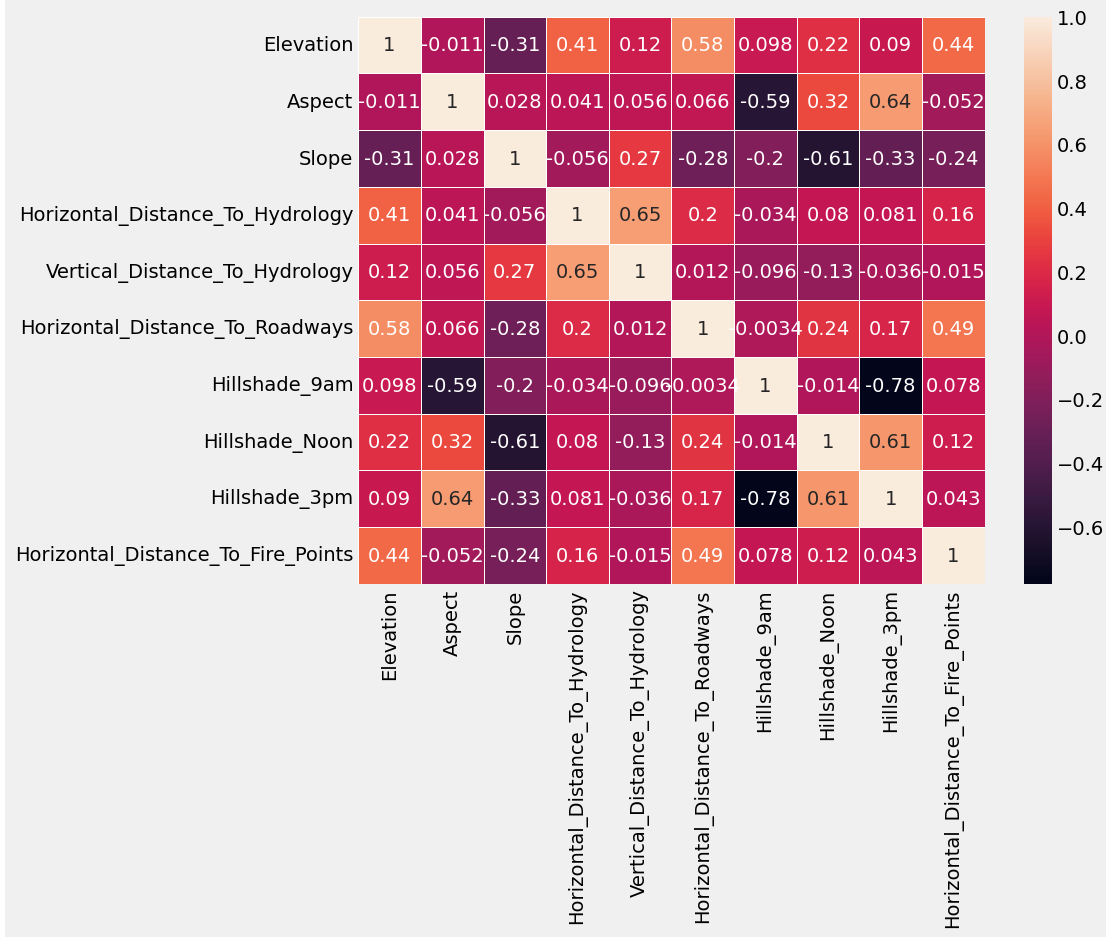 Elevation 1 -0.011 -0.31 0.41 0.12 0.58 0.098 0.22 0.09 0.44
Aspect -0.011 1 0.028 0.041 0.056 0.066 -0.59 0.32 0.64 -0.052
Slope -0.31 0.028 1 -0.056 0.27 -0.28 -0.2 -0.61 -0.33 -0.24
Horizontal_Distance_To_Hydrology 0.41 0.041 -0.056 1 0.65 0.2 -0.034 0.08 0.081 0.16
Vertical_Distance_To_Hydrology 0.12 0.056 0.27 0.65 1 0.012 -0.096 -0.13 -0.036 -0.015
Horizontal_Distance_To_Roadways 0.58 0.066 -0.28 0.2 0.012 1 -0.0034 0.24 0.17 0.49
Hillshade_9am 0.098 -0.59 -0.2 -0.034 -0.096 -0.0034 1 -0.014 -0.78 0.078
Hillshade_Noon 0.22 0.32 -0.61 0.08 -0.13 0.24 -0.014 1 0.61 0.12
Hillshade_3pm 0.09 0.64 -0.33 0.081 -0.036 0.17 -0.78 0.61 1 0.043
Horizontal_Distance_To_Fire_Points 0.44 -0.052 -0.24 0.16 -0.015 0.49 0.078 0.12 0.043 1
Elevation
Aspect
Slope
Horizontal_Distance_To_Hydrology
Vertical_Distance_To_Hydrology
Horizontal_Distance_To_Roadways
Hillshade_9am
Hillshade_Noon
Hillshade_3pm
Horizontal_Distance_To_Fire_Points
1.0
0.8
0.6
0.4
0.2
0.0
−0.2
−0.4
−0.6